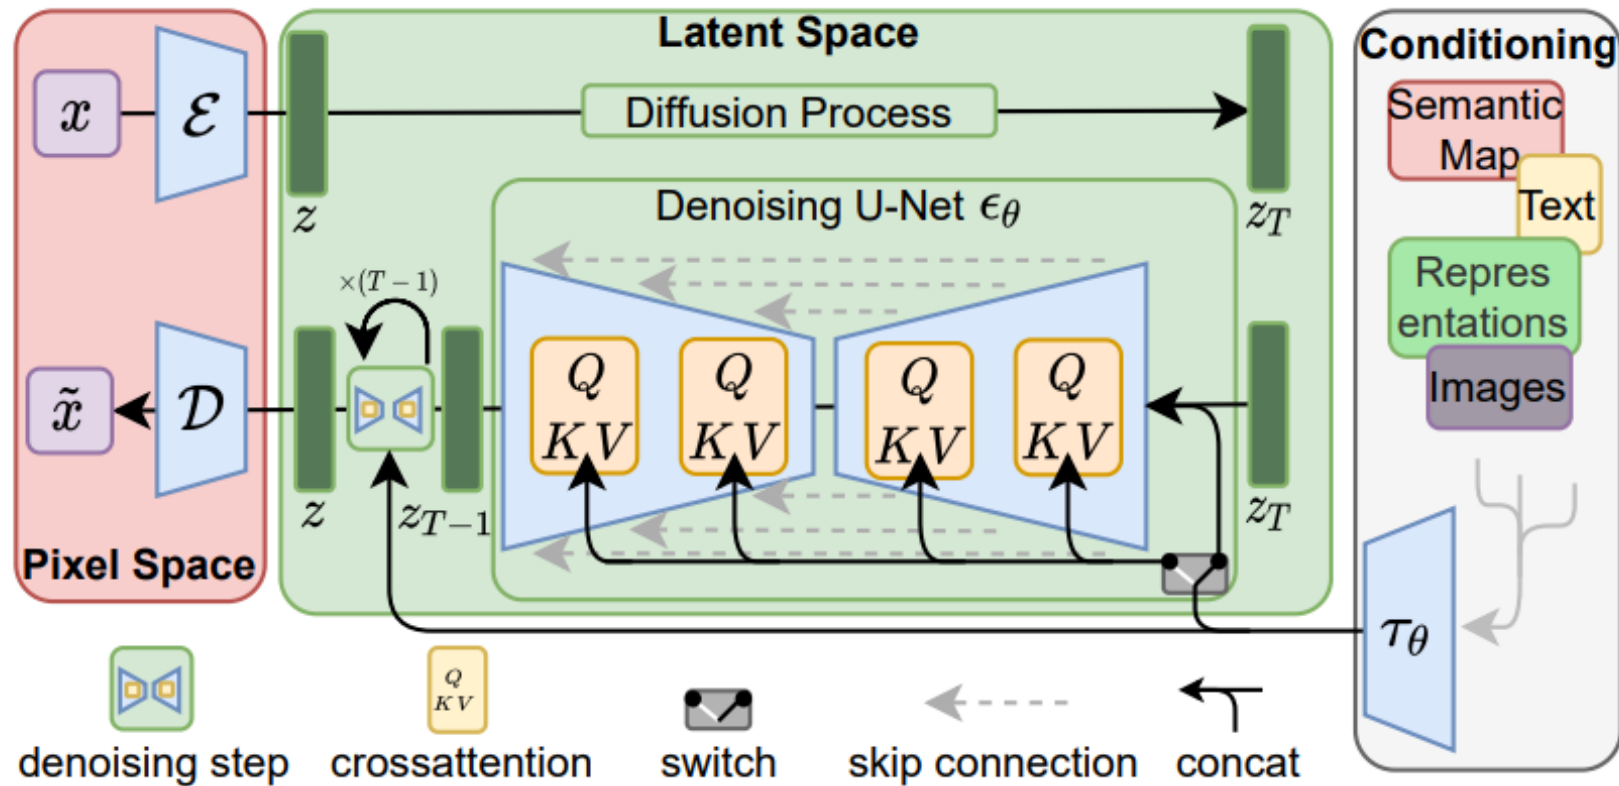 Latent Space
Conditioning
x
ℰ
Diffusion Process
Semantic
Map
z
Denoising U-Net ϵ_θ
z_T
Text
Repres
entations
×(T − 1)
Images
x̃
𝒟
Q
K V
Q
K V
Q
K V
Q
K V
z
z_{T−1}
z_T
Pixel Space
τ_θ
Q
K V
denoising step
crossattention
switch
skip connection
concat